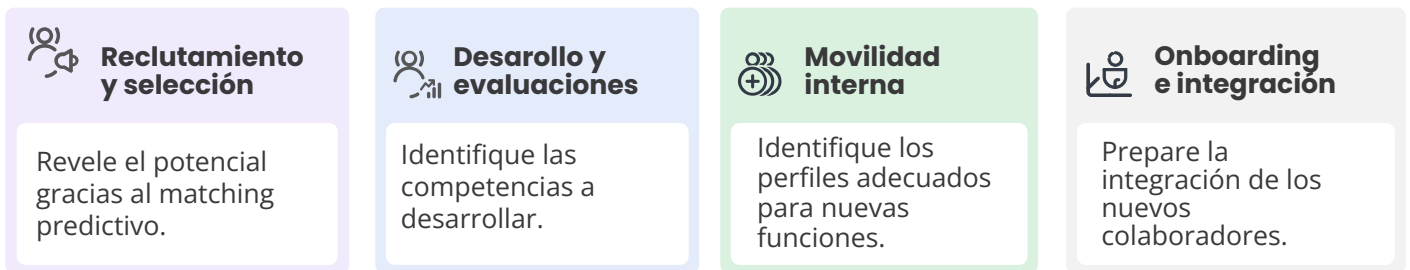 Reclutamiento
y selección
Revele el potencial
gracias al matching
predictivo.
Desarollo y
evaluaciones
Identifique las
competencias a
desarrollar.
Movilidad
interna
Identifique los
perfiles adecuados
para nuevas
funciones.
Onboarding
e integración
Prepare la
integración de los
nuevos
colaboradores.